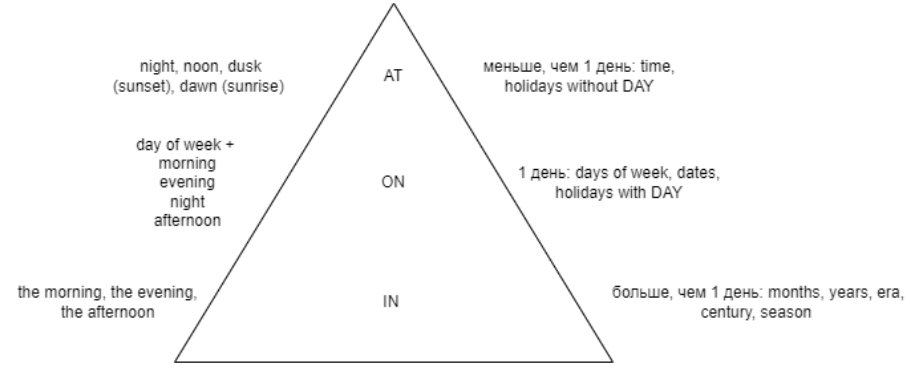 night, noon, dusk
(sunset), dawn (sunrise)
AT
меньше, чем 1 день: time,
holidays without DAY
day of week +
morning
evening
night
afternoon
ON
1 день: days of week, dates,
holidays with DAY
the morning, the evening,
the afternoon
IN
больше, чем 1 день: months, years, era,
century, season